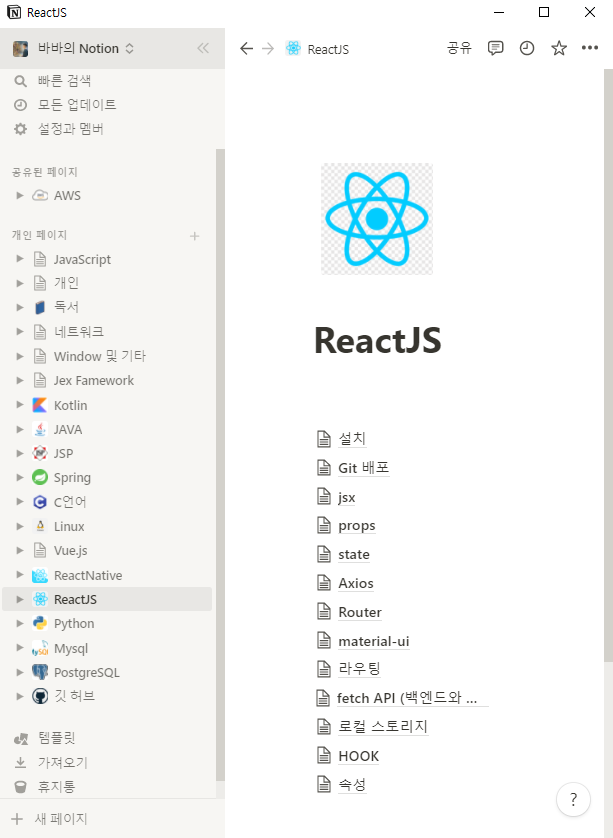 ReactJS
바바의 Notion
ReactJS
공유
빠른 검색
모든 업데이트
설정과 멤버
공유된 페이지
AWS
개인 페이지
JavaScript
개인
독서
네트워크
Window 및 기타
Jex Famework
Kotlin
JAVA
JSP
Spring
C언어
Linux
Vue.js
ReactNative
ReactJS
Python
Mysql
PostgreSQL
깃 허브
템플릿
가져오기
휴지통
새 페이지
ReactJS
설치
Git 배포
jsx
props
state
Axios
Router
material-ui
라우팅
fetch API (백엔드와 ...
로컬 스토리지
HOOK
속성
?